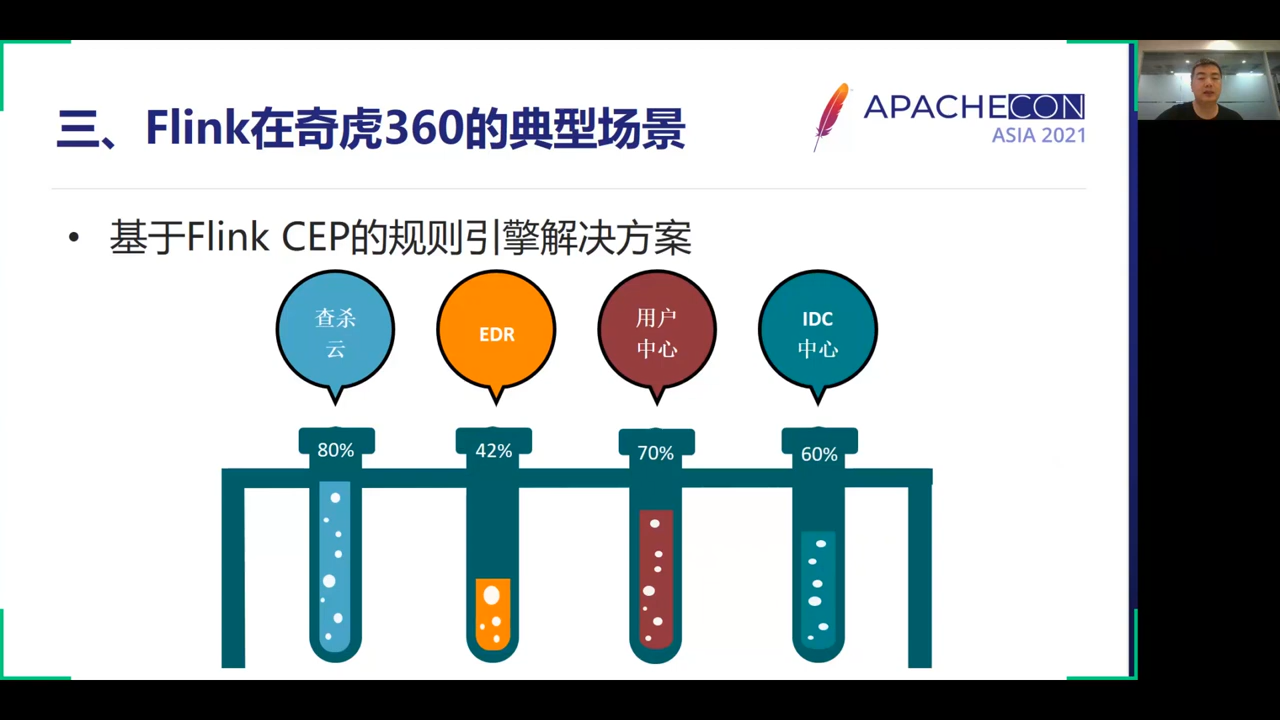 三、Flink在奇虎360的典型场景
APACHECON
ASIA 2021
• 基于Flink CEP的规则引擎解决方案
查杀
云
EDR
用户
中心
IDC
中心
80%
42%
70%
60%